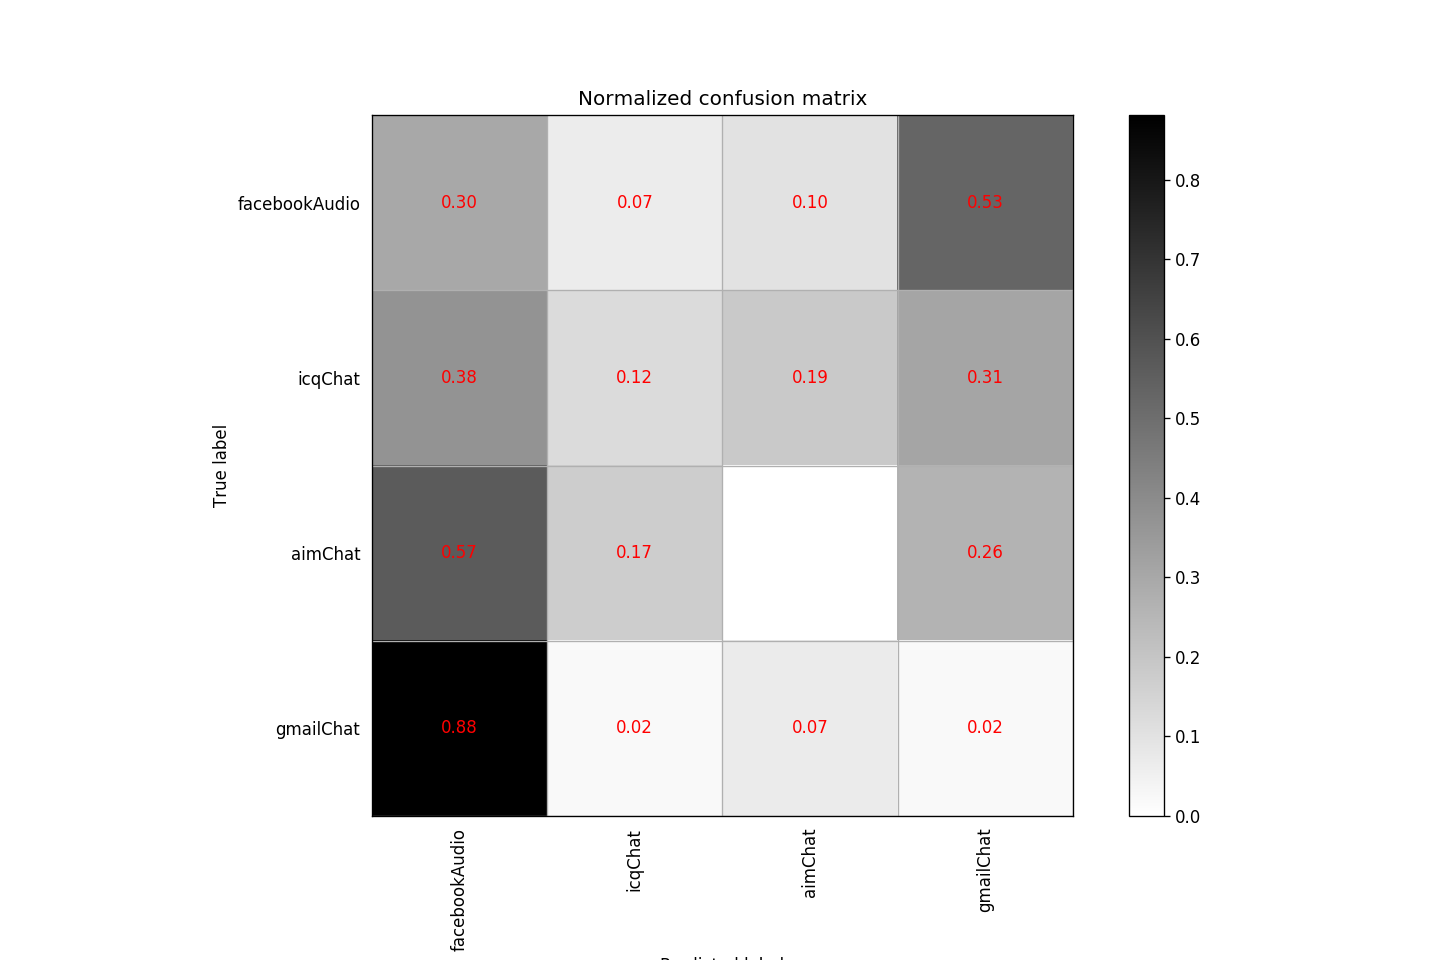 Normalized confusion matrix
facebookAudio 0.30 0.07 0.10 0.53
icqChat 0.38 0.12 0.19 0.31
aimChat 0.57 0.17 0.26
gmailChat 0.88 0.02 0.07 0.02
True label
facebookAudio icqChat aimChat gmailChat
0.8
0.7
0.6
0.5
0.4
0.3
0.2
0.1
0.0